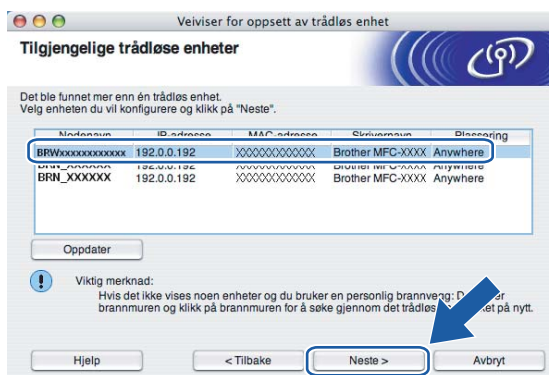 Veiviser for oppsett av trådløs enhet
Tilgjengelige trådløse enheter
Det ble funnet mer enn én trådløs enhet.
Velg enheten du vil konfigurere og klikk på "Neste".
Nodenavn IP-adresse MAC-adresse Skrivernavn Plassering
BRWxxxxxxxxxxxx 192.0.0.192 XXXXXXXXXXXX Brother MFC-XXXX Anywhere
BRN_XXXXXX 192.0.0.192 XXXXXXXXXXXX Brother MFC-XXXX Anywhere
BRN_XXXXXX 192.0.0.192 XXXXXXXXXXXX Brother MFC-XXXX Anywhere
Oppdater
Viktig merknad:
Hvis det ikke vises noen enheter og du bruker en personlig brannvegg:
brannmuren og klikk på brannmuren for å søke gjennom det på nytt.
Hjelp < Tilbake Neste > Avbryt